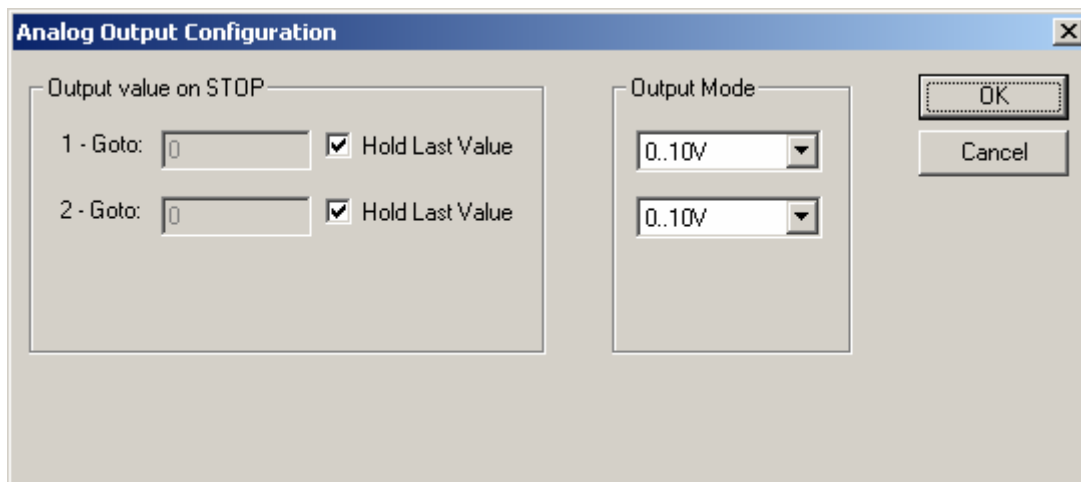 Analog Output Configuration
Output value on STOP
1 - Goto: 0 Hold Last Value
2 - Goto: 0 Hold Last Value
Output Mode
0..10V
0..10V
OK
Cancel